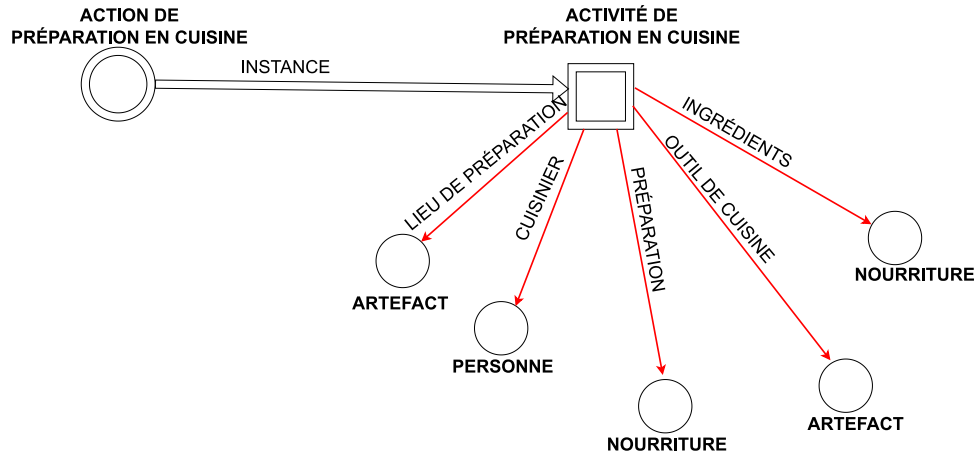 ACTION DE
PRÉPARATION EN CUISINE
ACTIVITÉ DE
PRÉPARATION EN CUISINE
INSTANCE
INGRÉDIENTS
LIEU DE PRÉPARATION
CUISINIER
PRÉPARATION
OUTIL DE CUISINE
NOURRITURE
ARTEFACT
PERSONNE
ARTEFACT
NOURRITURE